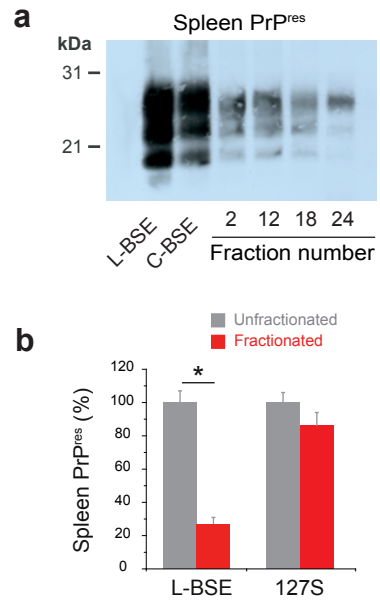 a
Spleen PrPres
kDa
31
21
L-BSE C-BSE 2 12 18 24
Fraction number
b
Unfractionated
Fractionated
Spleen PrPres (%)
120
100
80
60
40
20
0
*
L-BSE 127S